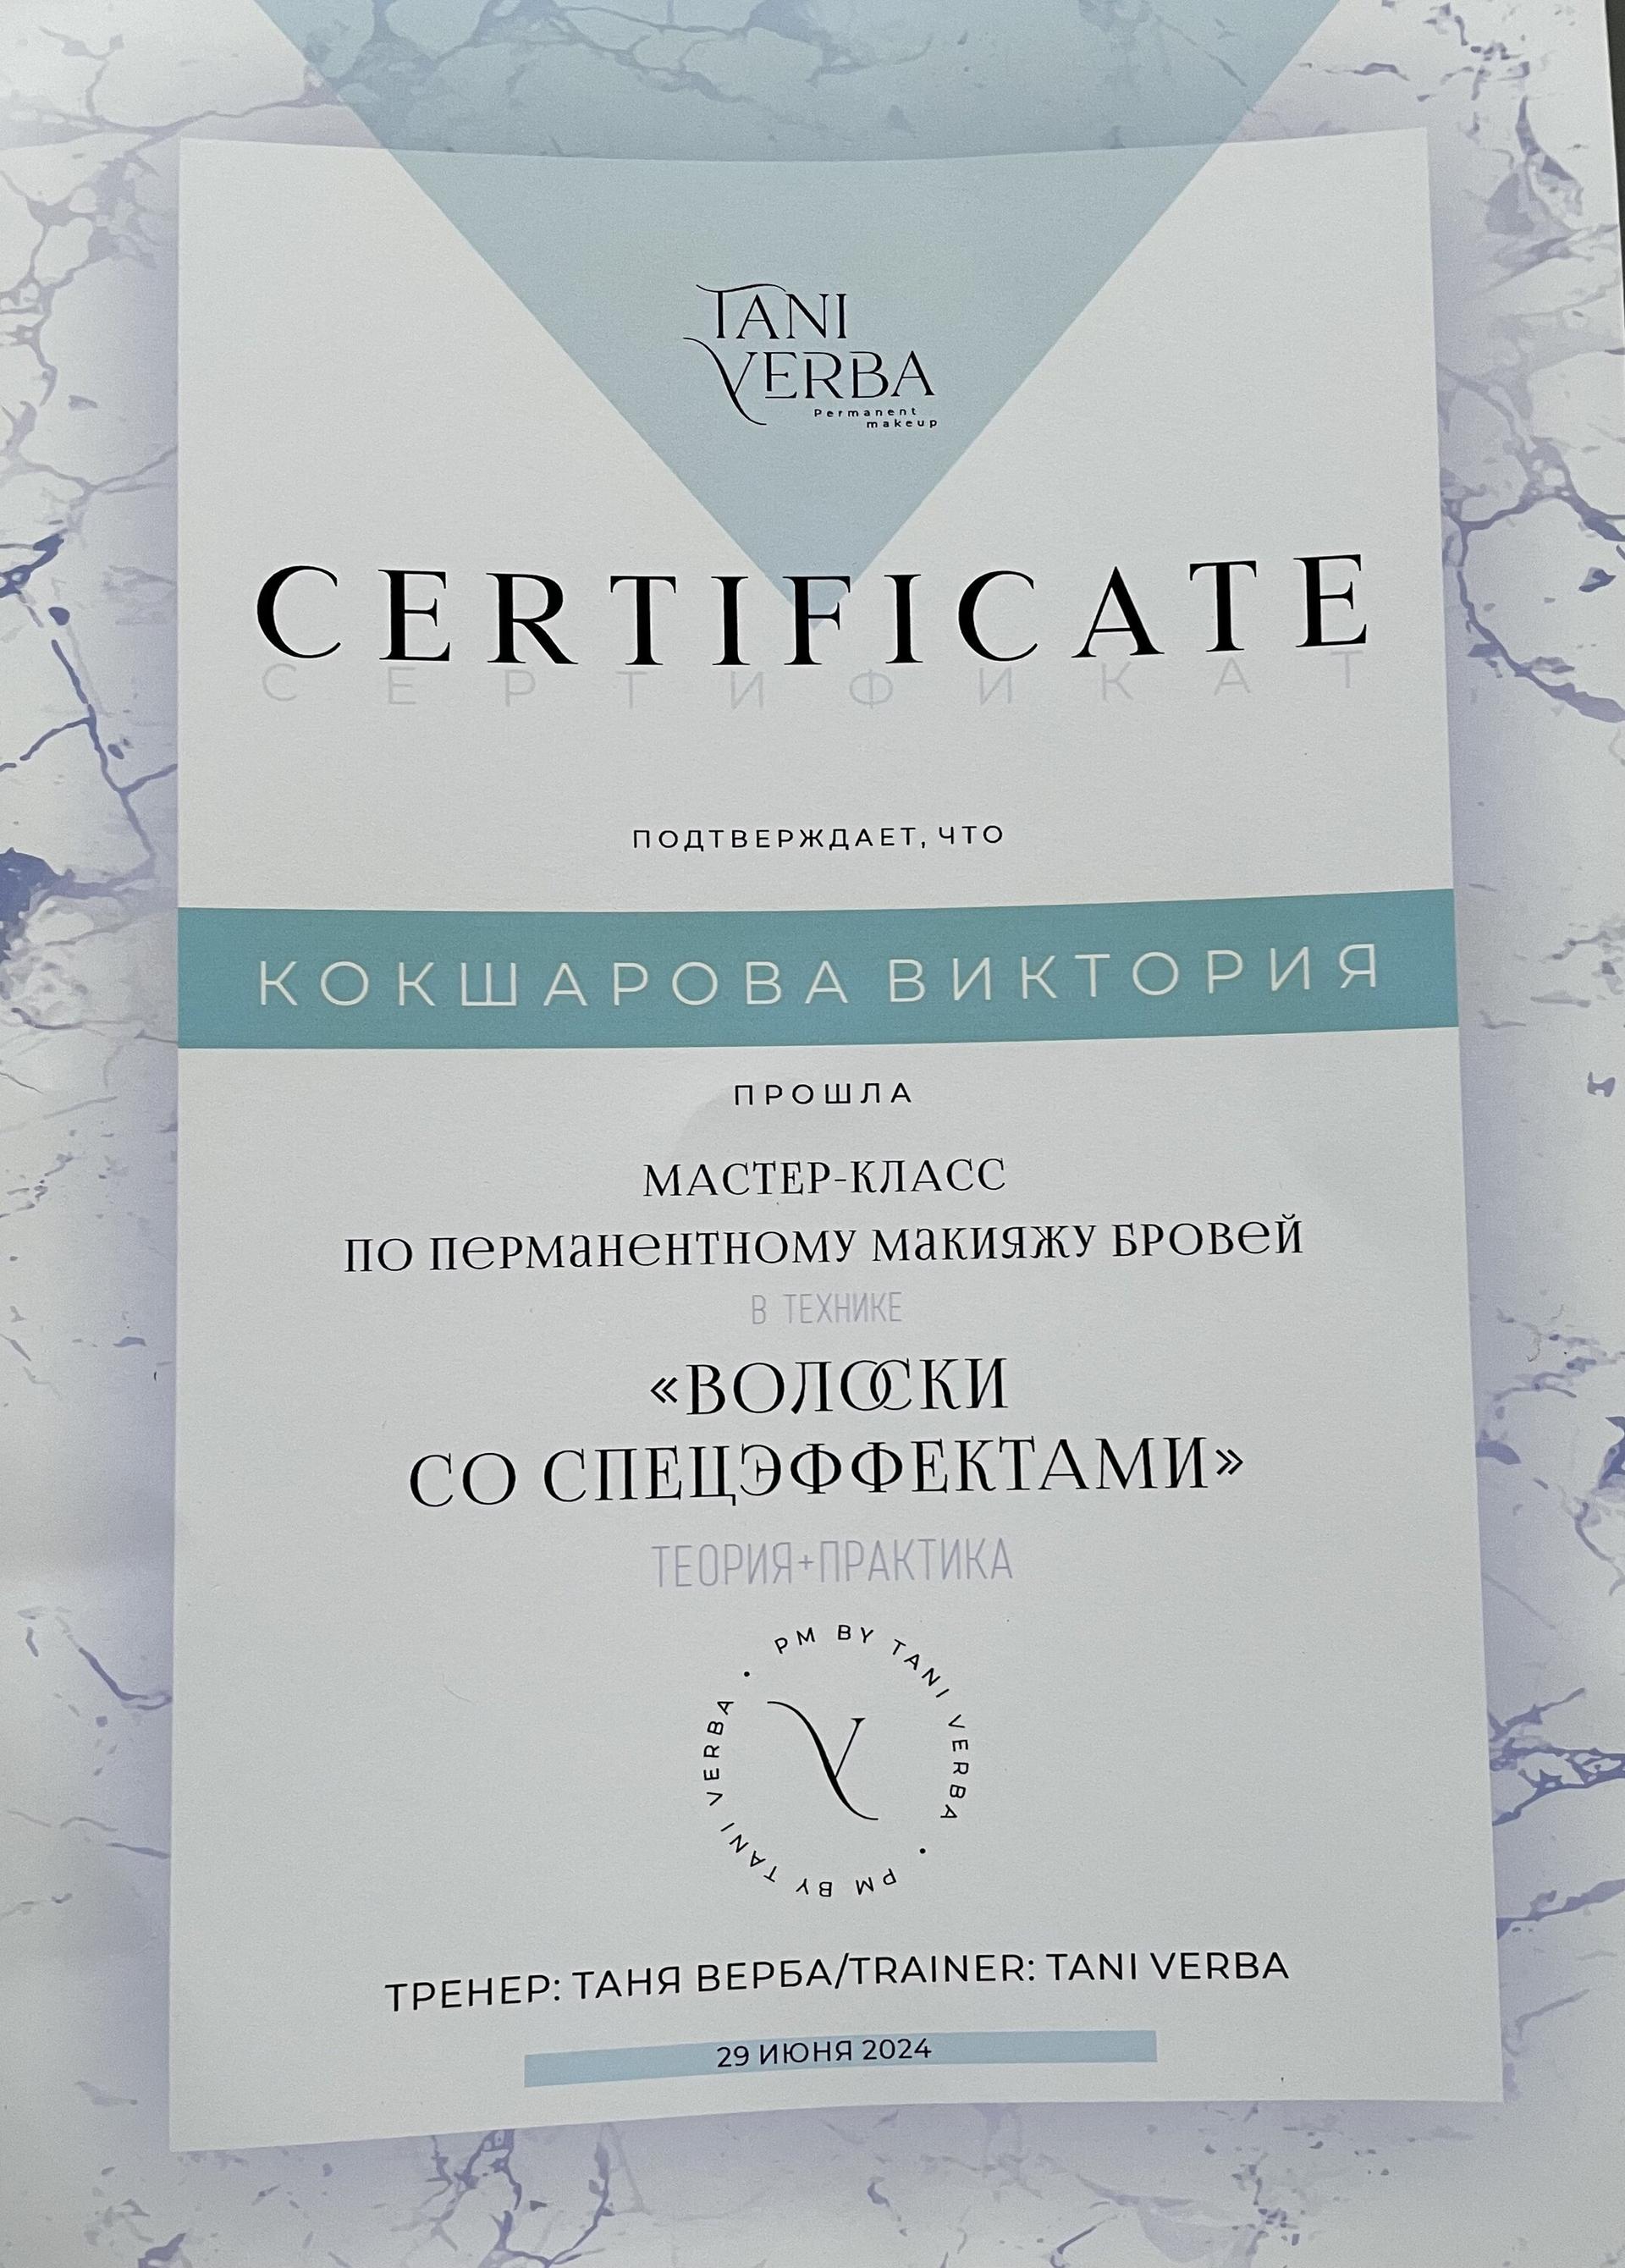 TANI
VERBA
Permanent
makeup
CERTIFICATE
СЕРТИФИКАТ
ПОДТВЕРЖДАЕТ, ЧТО
КОКШАРОВА ВИКТОРИЯ
ПРОШЛА
МАСТЕР-КЛАСС
ПО ПЕРМАНЕНТНОМУ МАКИЯЖУ БРОВЕЙ
В ТЕХНИКЕ
«ВОЛОСКИ
СО СПЕЦЭФФЕКТАМИ»
ТЕОРИЯ+ПРАКТИКА
PM BY TANI VERBA • PM BY TANI VERBA •
V
ТРЕНЕР: ТАНЯ ВЕРБА/TRAINER: TANI VERBA
29 ИЮНЯ 2024